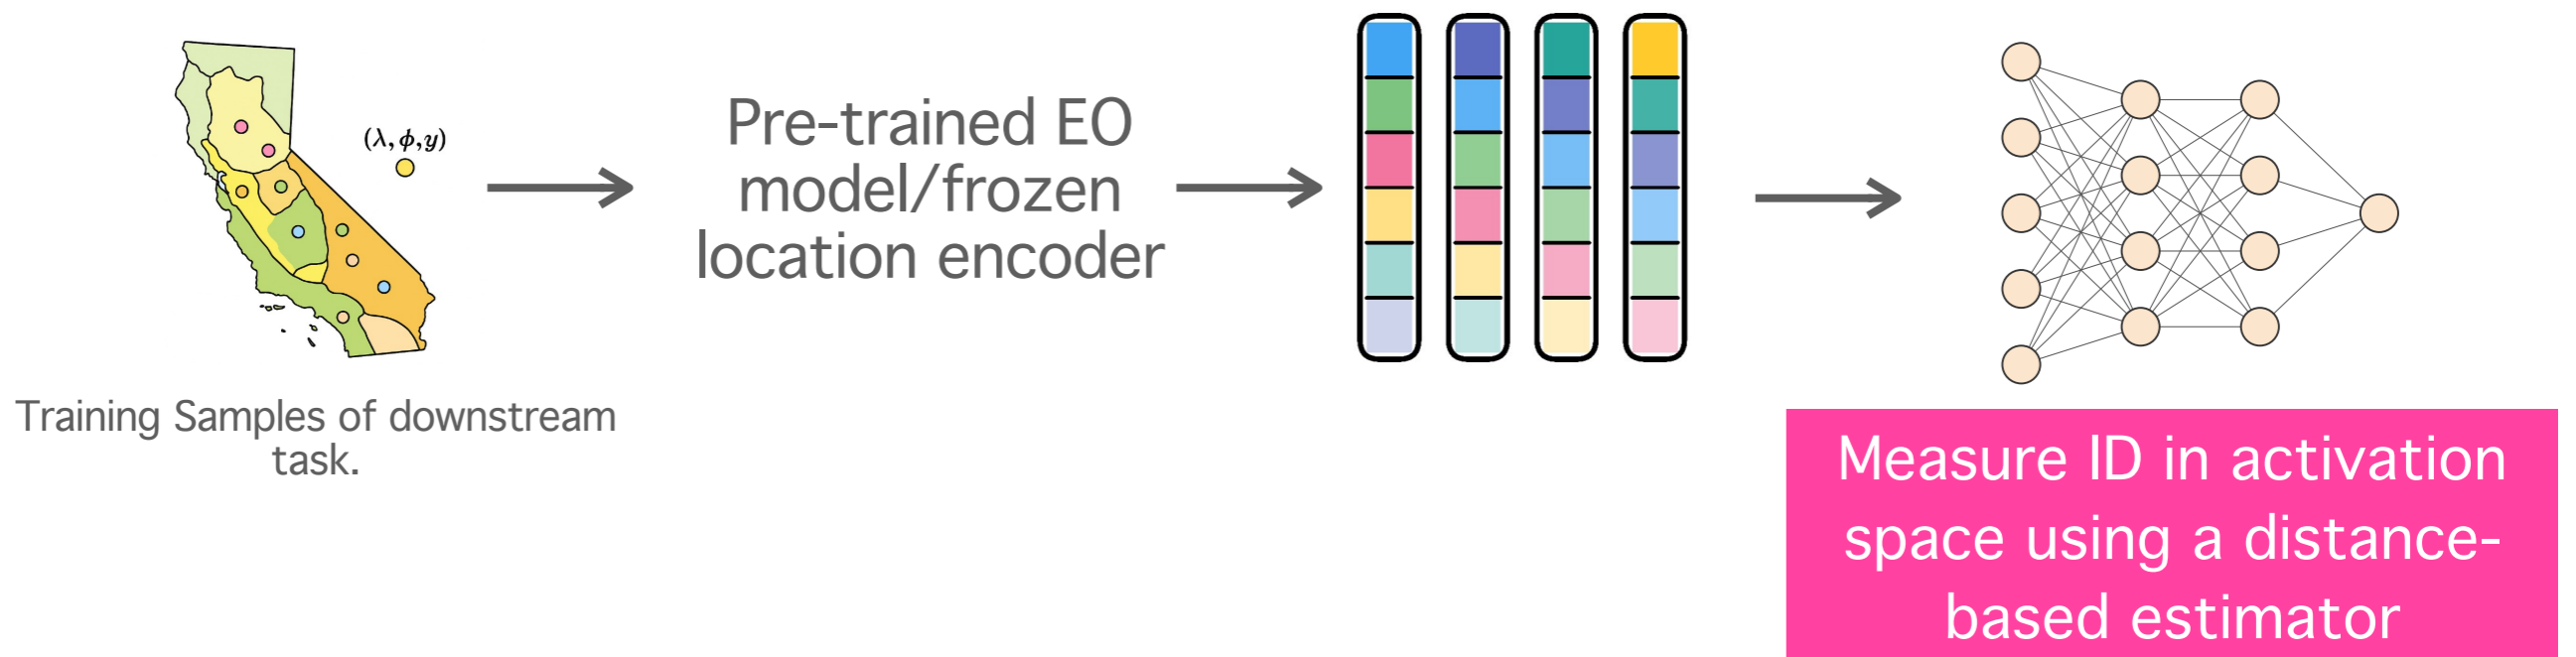 (λ, ϕ, y)
Training Samples of downstream
task.
Pre-trained EO
model/frozen
location encoder
Measure ID in activation
space using a distance-
based estimator